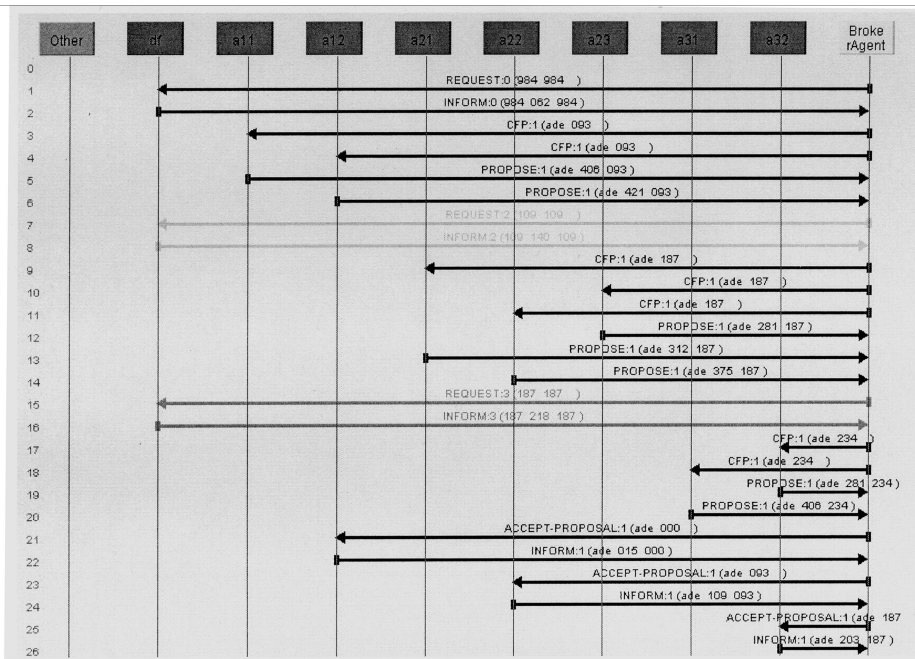 Other df a11 a12 a21 a22 a23 a31 a32 Broke
rAgent
0
REQUEST:0 (984 984 )
1
INFORM:0 (984 062 984)
2
CFP:1 (ade 093 )
3
CFP:1 (ade 093 )
4
PROPOSE:1 (ade 406 093)
5
PROPOSE:1 (ade 421 093)
6
REQUEST:2 (109 109 )
7
INFORM:2 (109 140 109)
8
CFP:1 (ade 187 )
9
CFP:1 (ade 187 )
10
CFP:1 (ade 187 )
11
PROPOSE:1 (ade 281 187)
12
PROPOSE:1 (ade 312 187)
13
PROPOSE:1 (ade 375 187)
14
REQUEST:3 (187 187 )
15
INFORM:3 (187 218 187)
16
CFP:1 (ade 234 )
17
CFP:1 (ade 234 )
18
PROPOSE:1 (ade 281 234)
19
PROPOSE:1 (ade 406 234)
20
ACCEPT-PROPOSAL:1 (ade 000 )
21
INFORM:1 (ade 015 000)
22
ACCEPT-PROPOSAL:1 (ade 093 )
23
INFORM:1 (ade 109 093)
24
ACCEPT-PROPOSAL:1 (ade 187
25
INFORM:1 (ade 203 187)
26